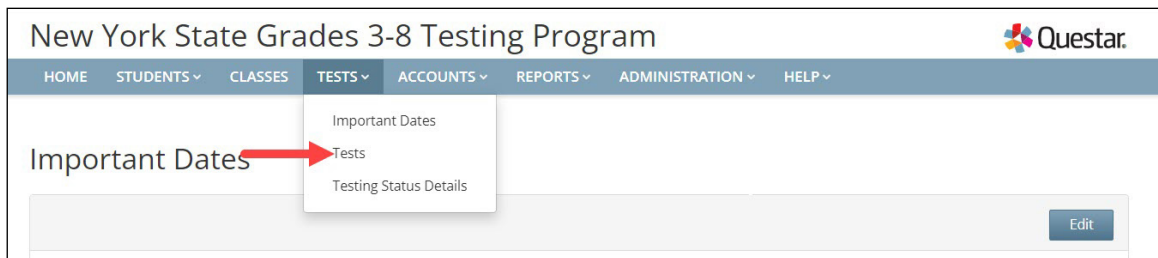 New York State Grades 3-8 Testing Program
Questar.
HOME STUDENTS CLASSES TESTS ACCOUNTS REPORTS ADMINISTRATION HELP
Important Dates
Tests
Testing Status Details
Important Dates
Edit